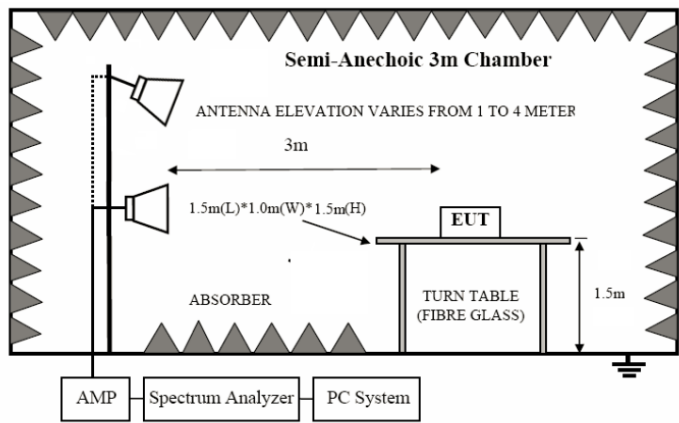 Semi-Anechoic 3m Chamber
ANTENNA ELEVATION VARIES FROM 1 TO 4 METER
3m
1.5m(L)*1.0m(W)*1.5m(H)
EUT
ABSORBER
TURN TABLE
(FIBRE GLASS)
1.5m
AMP
Spectrum Analyzer
PC System